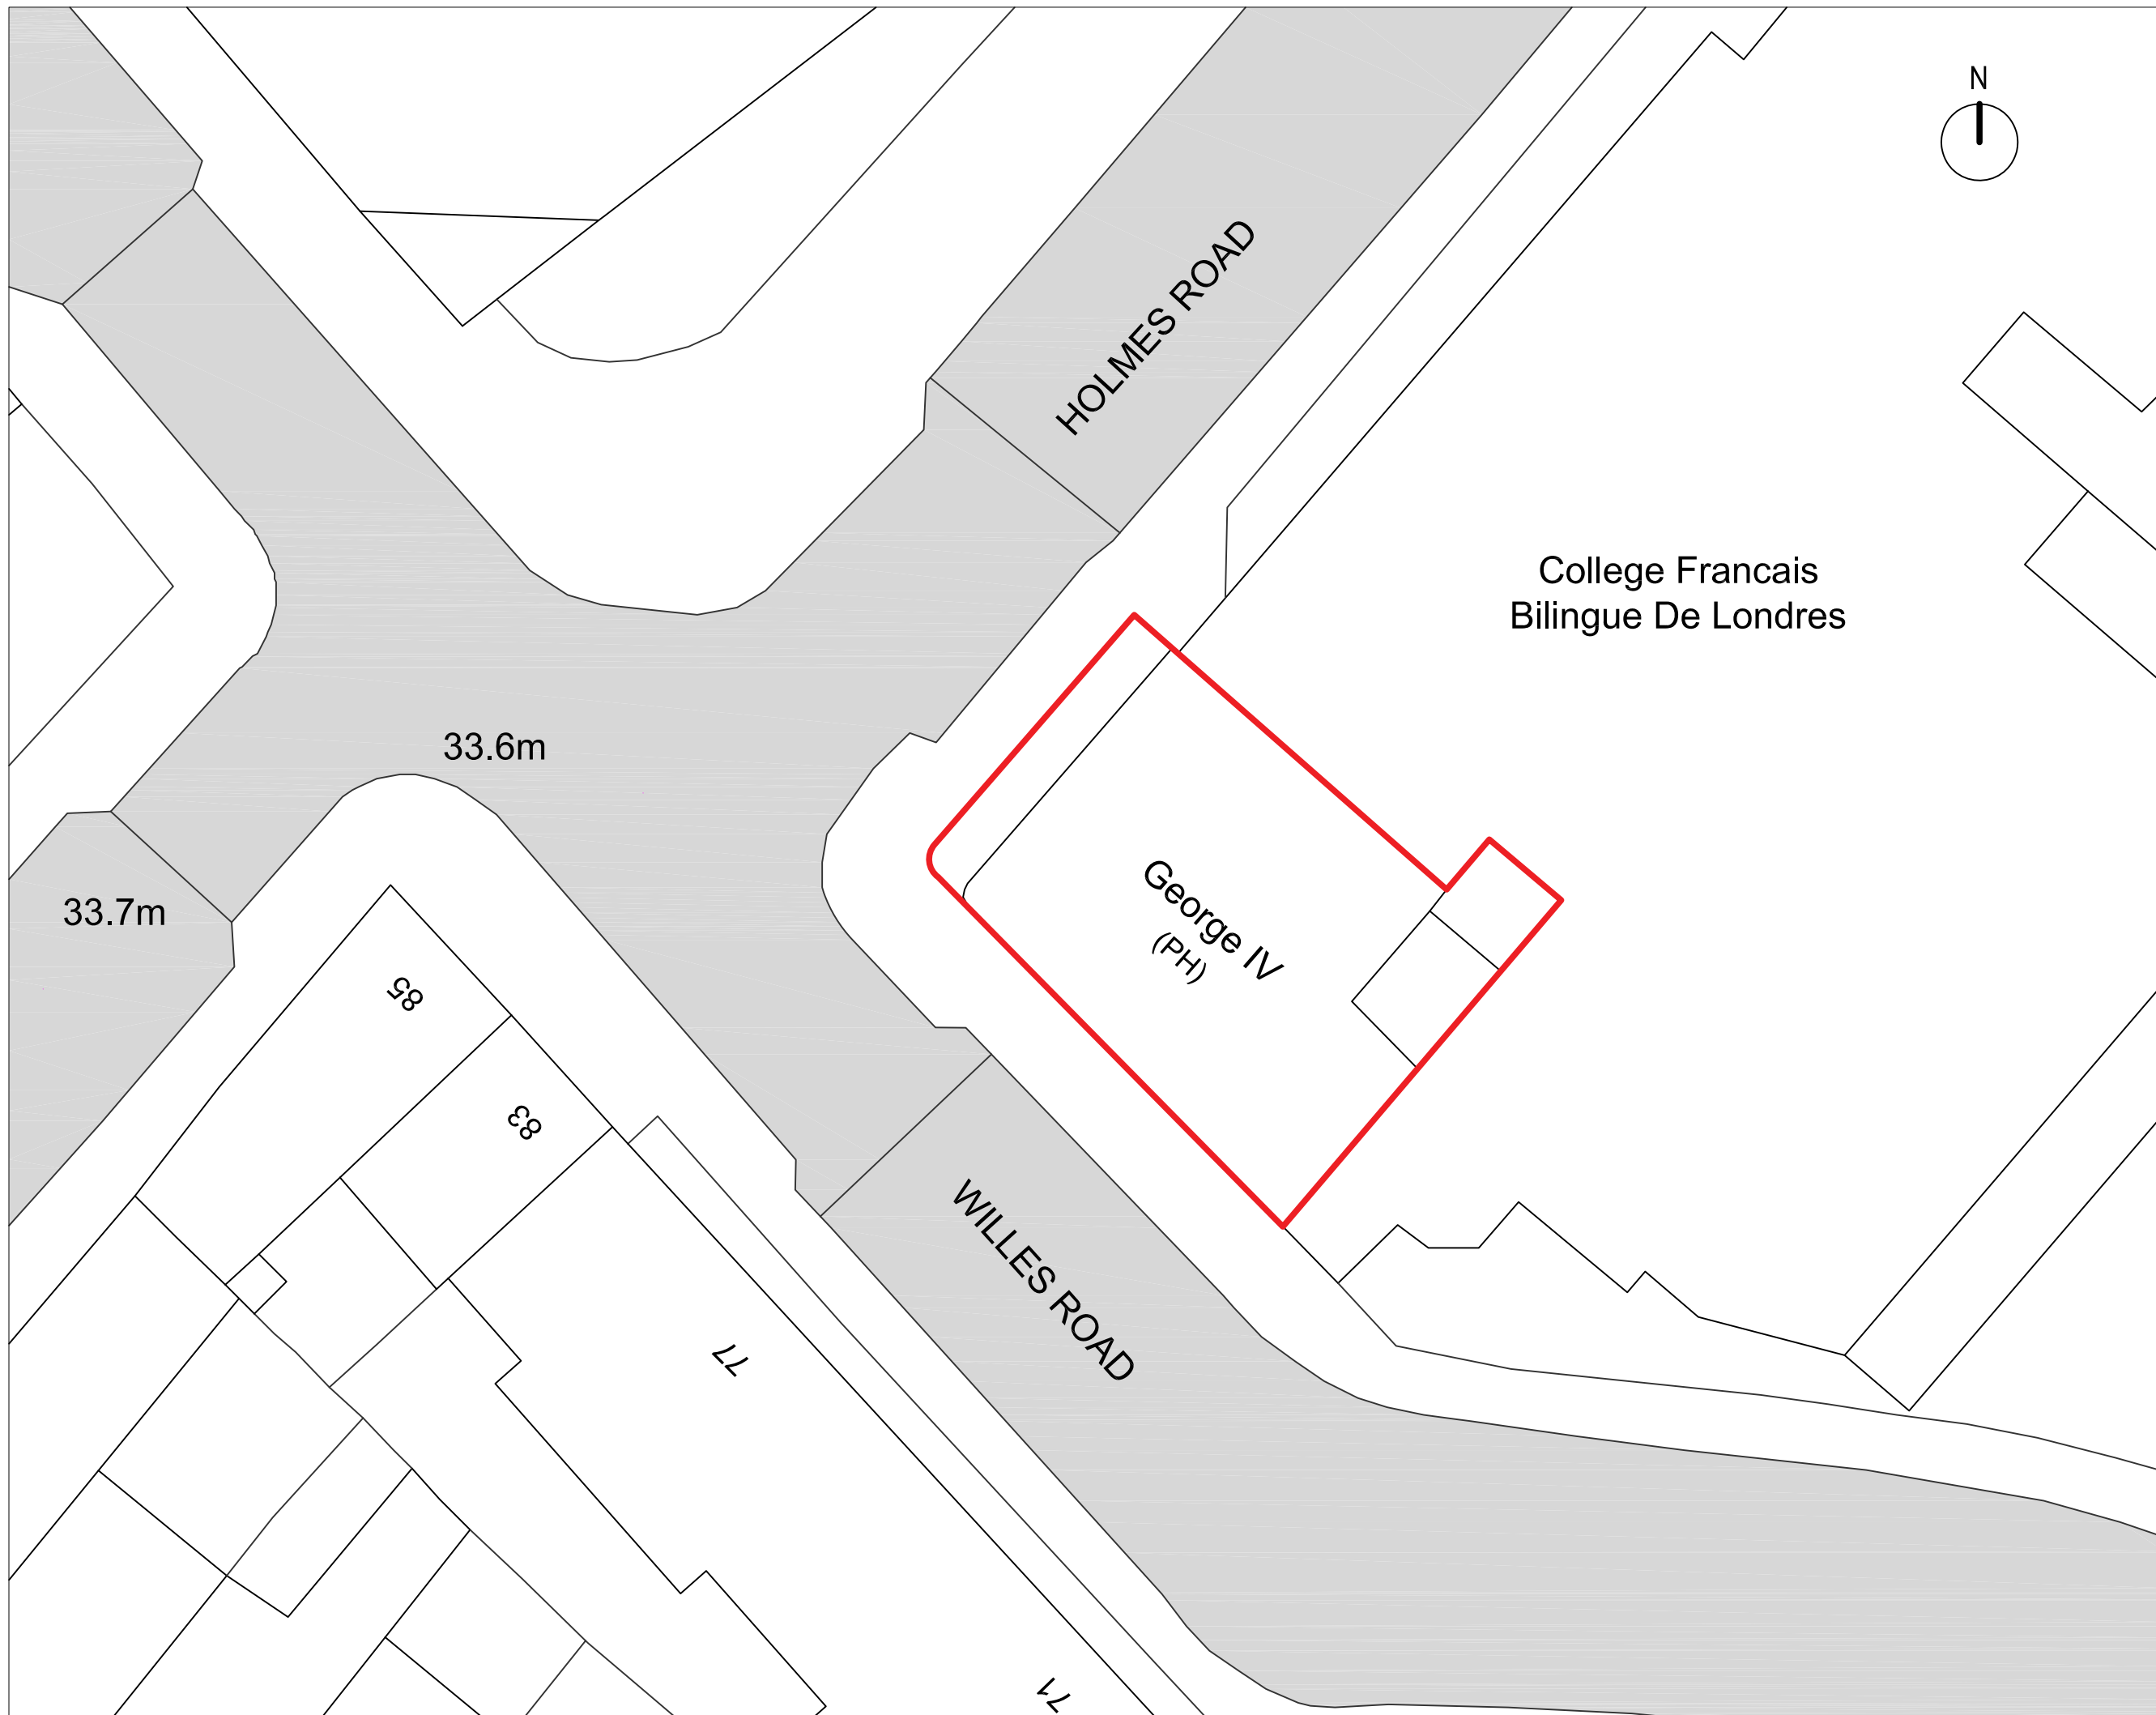 N
HOLMES ROAD
College Francais
Bilingue De Londres
33.6m
33.7m
George IV
(PH)
85
83
WILLES ROAD
77
71